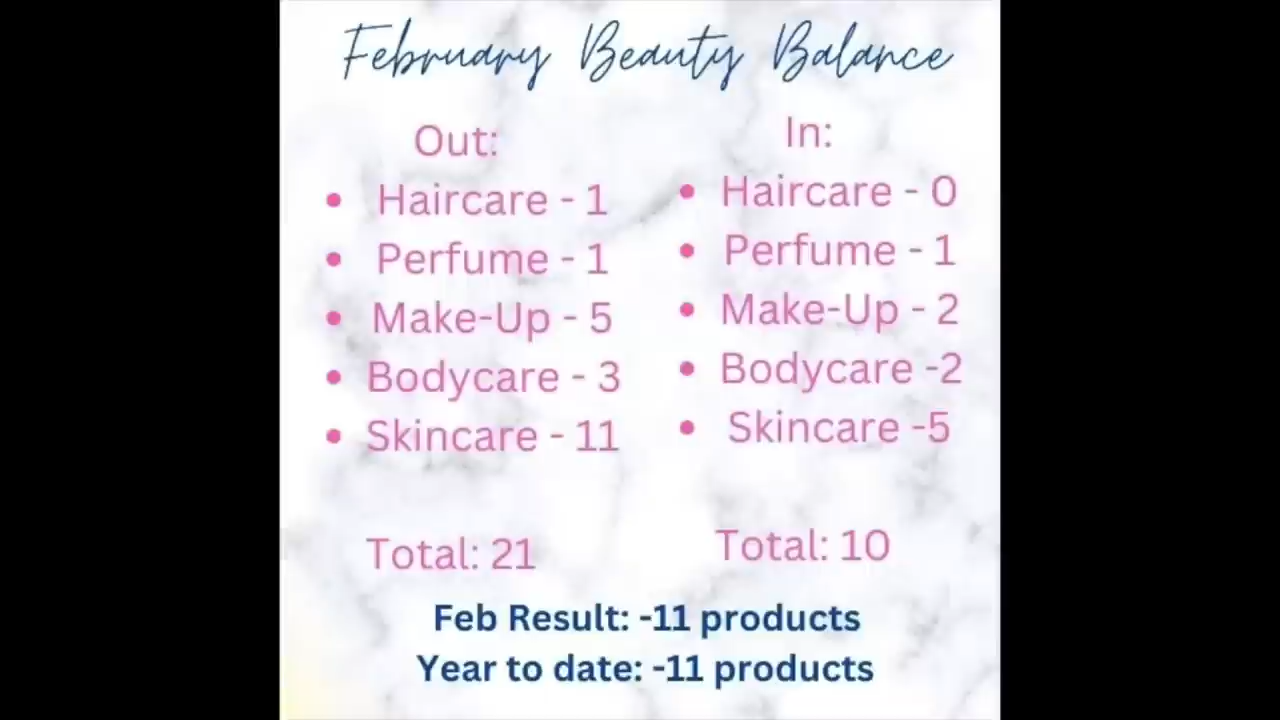 February Beauty Balance
Out:
• Haircare - 1
• Perfume - 1
• Make-Up - 5
• Bodycare - 3
• Skincare - 11
Total: 21
In:
• Haircare - 0
• Perfume - 1
• Make-Up - 2
• Bodycare -2
• Skincare -5
Total: 10
Feb Result: -11 products
Year to date: -11 products